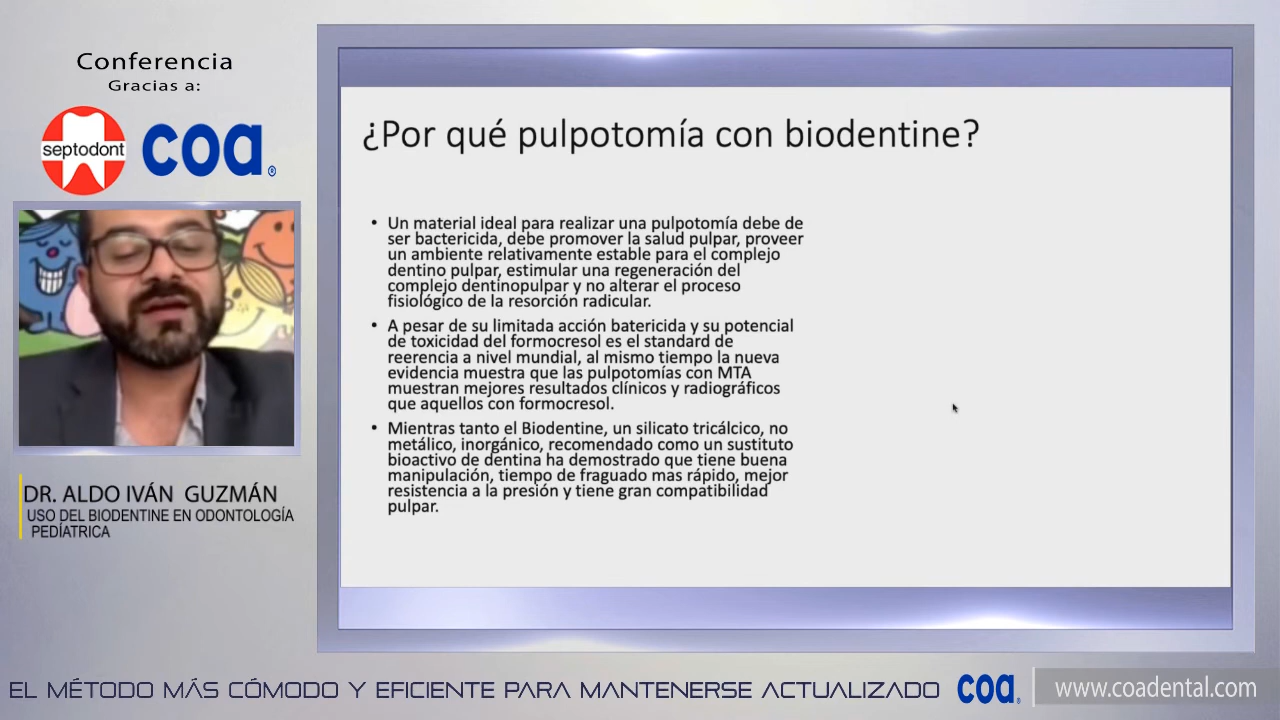 Conferencia
Gracias a:
septodont
coa®
DR. ALDO IVÁN GUZMÁN
USO DEL BIODENTINE EN ODONTOLOGÍA
PEDÍATRICA
¿Por qué pulpotomía con biodentine?
• Un material ideal para realizar una pulpotomía debe de
ser bactericida, debe promover la salud pulpar, proveer
un ambiente relativamente estable para el complejo
dentino pulpar, estimular una regeneración del
complejo dentinopulpar y no alterar el proceso
fisiológico de la resorción radicular.
• A pesar de su limitada acción batericida y su potencial
de toxicidad del formocresol es el standard de
reerencia a nivel mundial, al mismo tiempo la nueva
evidencia muestra que las pulpotomías con MTA
muestran mejores resultados clínicos y radiográficos
que aquellos con formocresol.
• Mientras tanto el Biodentine, un silicato tricálcico, no
metálico, inorgánico, recomendado como un sustituto
bioactivo de dentina ha demostrado que tiene buena
manipulación, tiempo de fraguado mas rápido, mejor
resistencia a la presión y tiene gran compatibilidad
pulpar.
EL MÉTODO MÁS CÓMODO Y EFICIENTE PARA MANTENERSE ACTUALIZADO
coa®
www.coadental.com